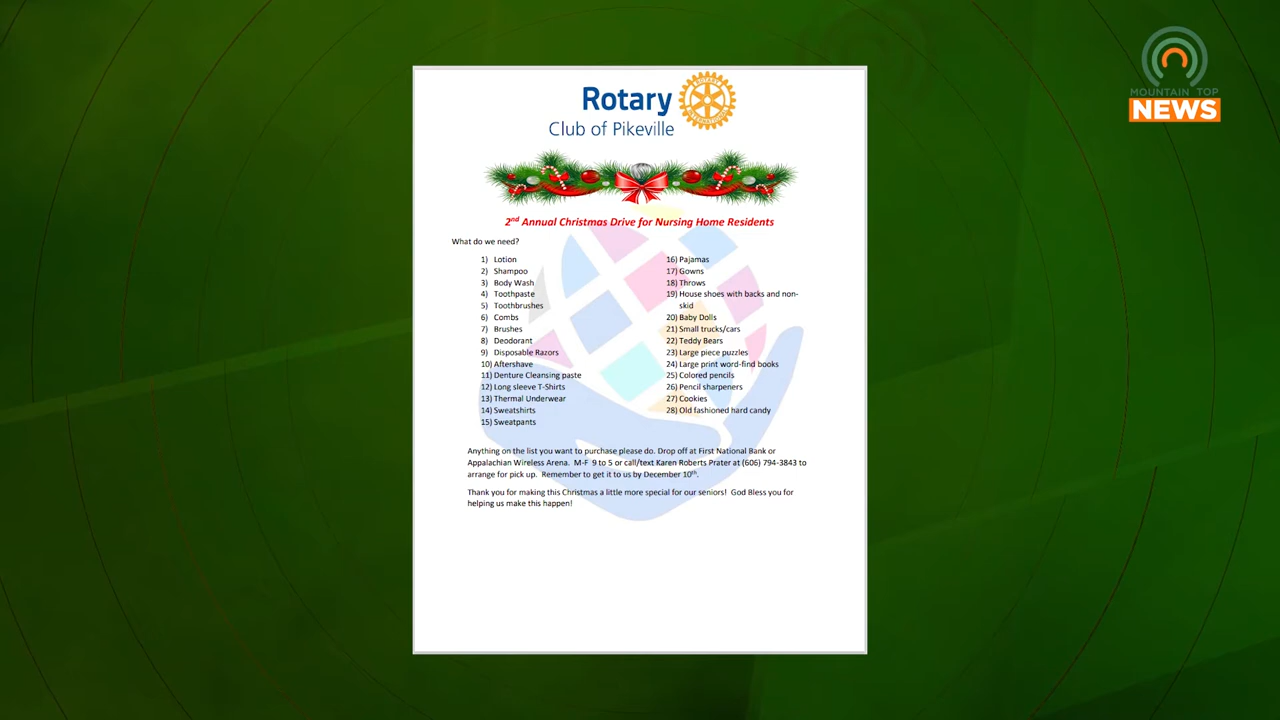 Rotary
Club of Pikeville
ROTARY
INTERNATIONAL
MOUNTAIN TOP
NEWS
2nd Annual Christmas Drive for Nursing Home Residents
What do we need?
1) Lotion
2) Shampoo
3) Body Wash
4) Toothpaste
5) Toothbrushes
6) Combs
7) Brushes
8) Deodorant
9) Disposable Razors
10) Aftershave
11) Denture Cleansing paste
12) Long sleeve T-Shirts
13) Thermal Underwear
14) Sweatshirts
15) Sweatpants
16) Pajamas
17) Gowns
18) Throws
19) House shoes with backs and non-
skid
20) Baby Dolls
21) Small trucks/cars
22) Teddy Bears
23) Large piece puzzles
24) Large print word-find books
25) Colored pencils
26) Pencil sharpeners
27) Cookies
28) Old fashioned hard candy
Anything on the list you want to purchase please do. Drop off at First National Bank or
Appalachian Wireless Arena. M-F 9 to 5 or call/text Karen Roberts Prater at (606) 794-3843 to
arrange for pick up. Remember to get it to us by December 10th.
Thank you for making this Christmas a little more special for our seniors! God Bless you for
helping us make this happen!